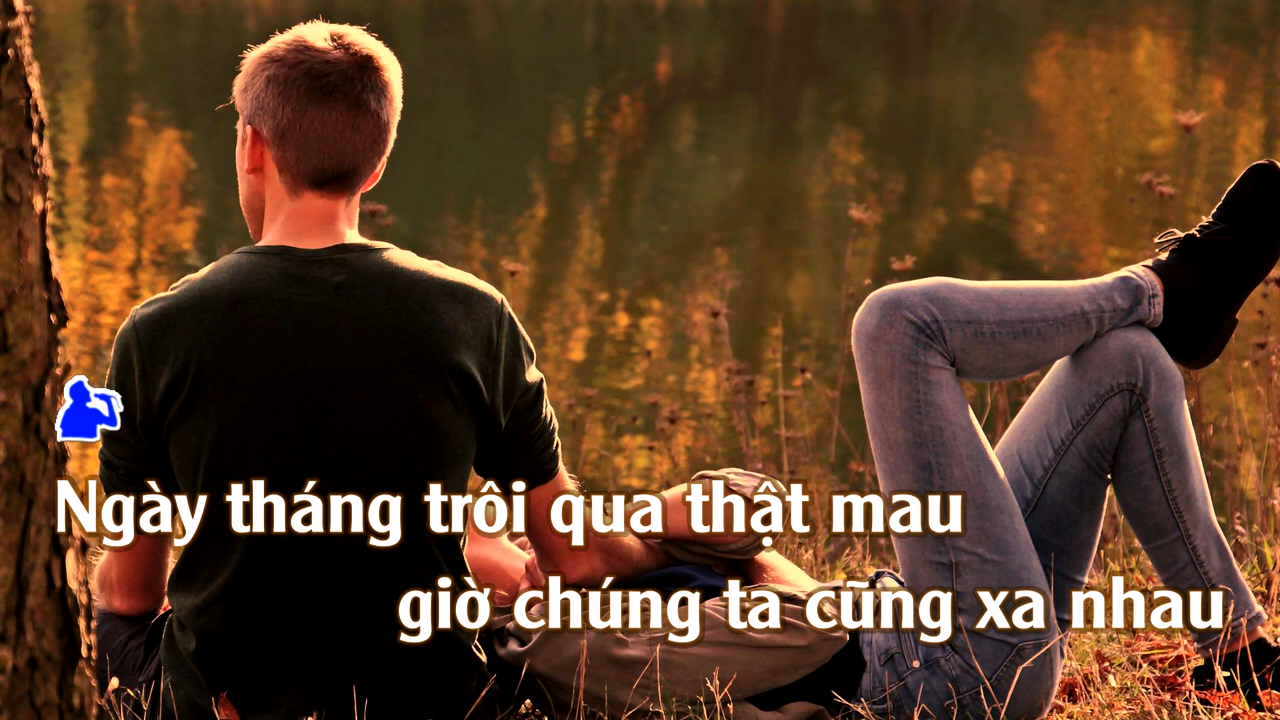 Ngày tháng trôi qua thật mau
giờ chúng ta cũng xa nhau